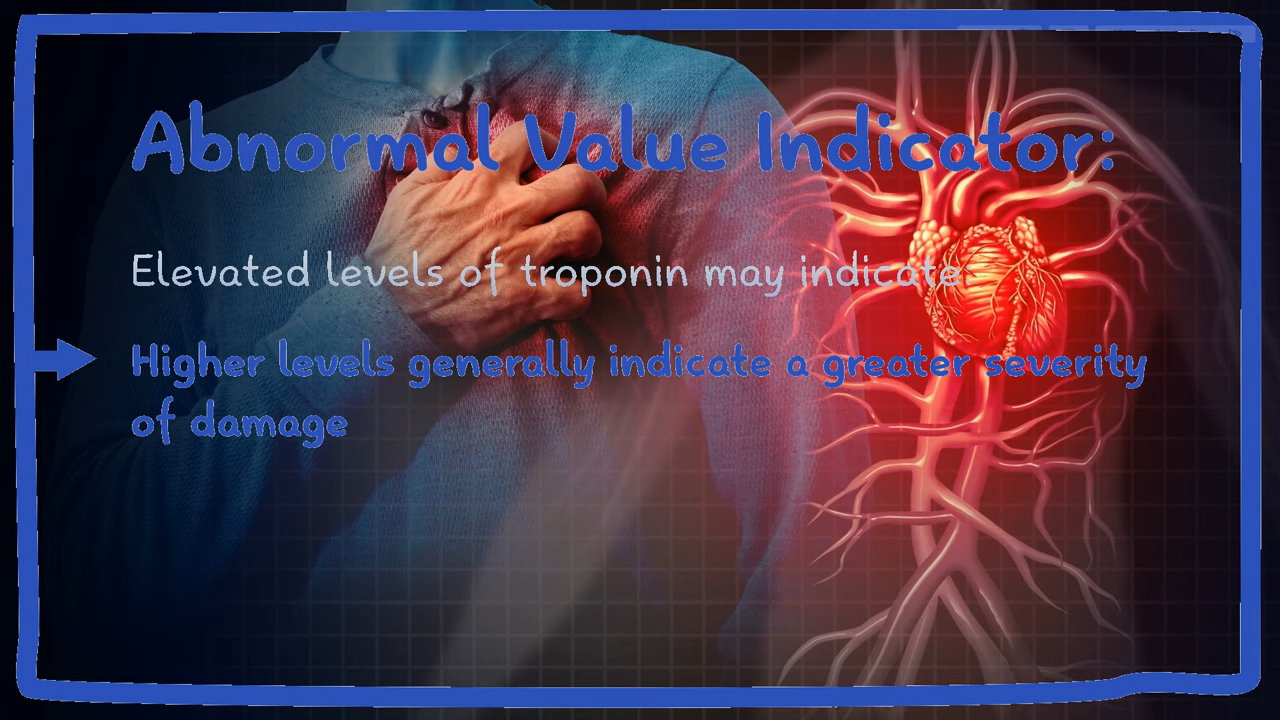 Abnormal Value Indicator:
Elevated levels of troponin may indicate:
Higher levels generally indicate a greater severity
of damage